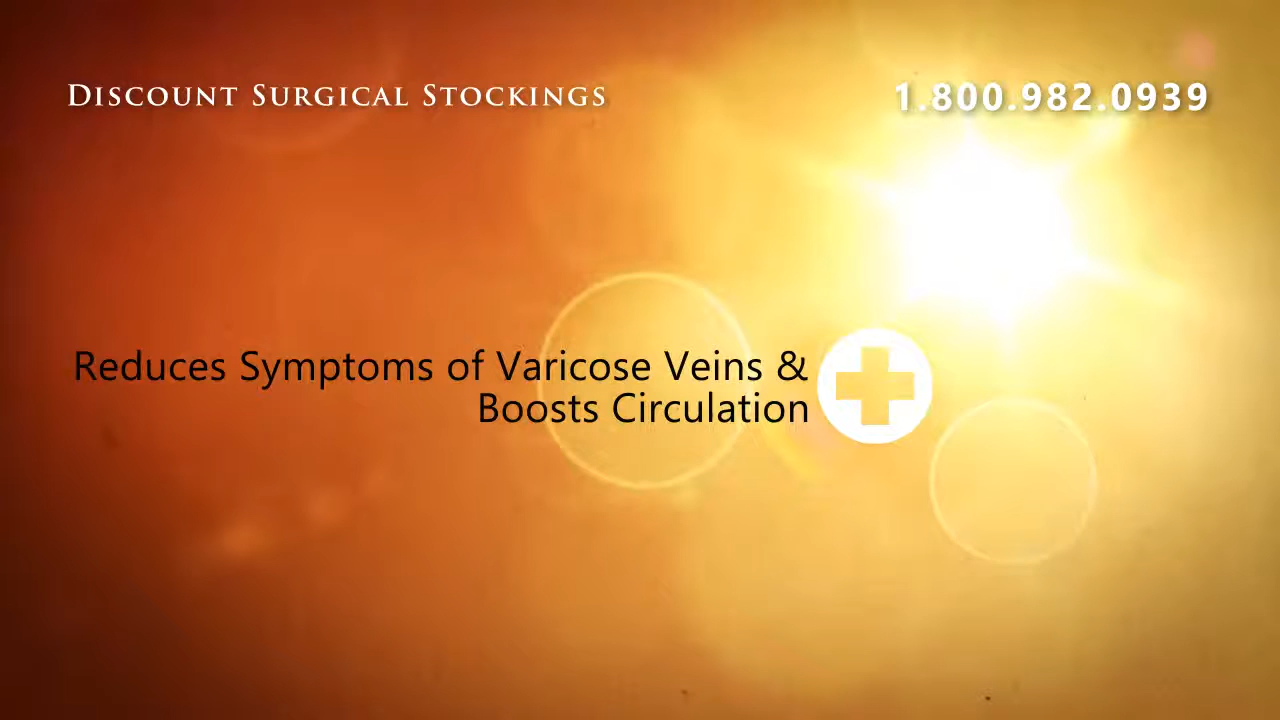 Discount Surgical Stockings
1.800.982.0939
Reduces Symptoms of Varicose Veins &
Boosts Circulation